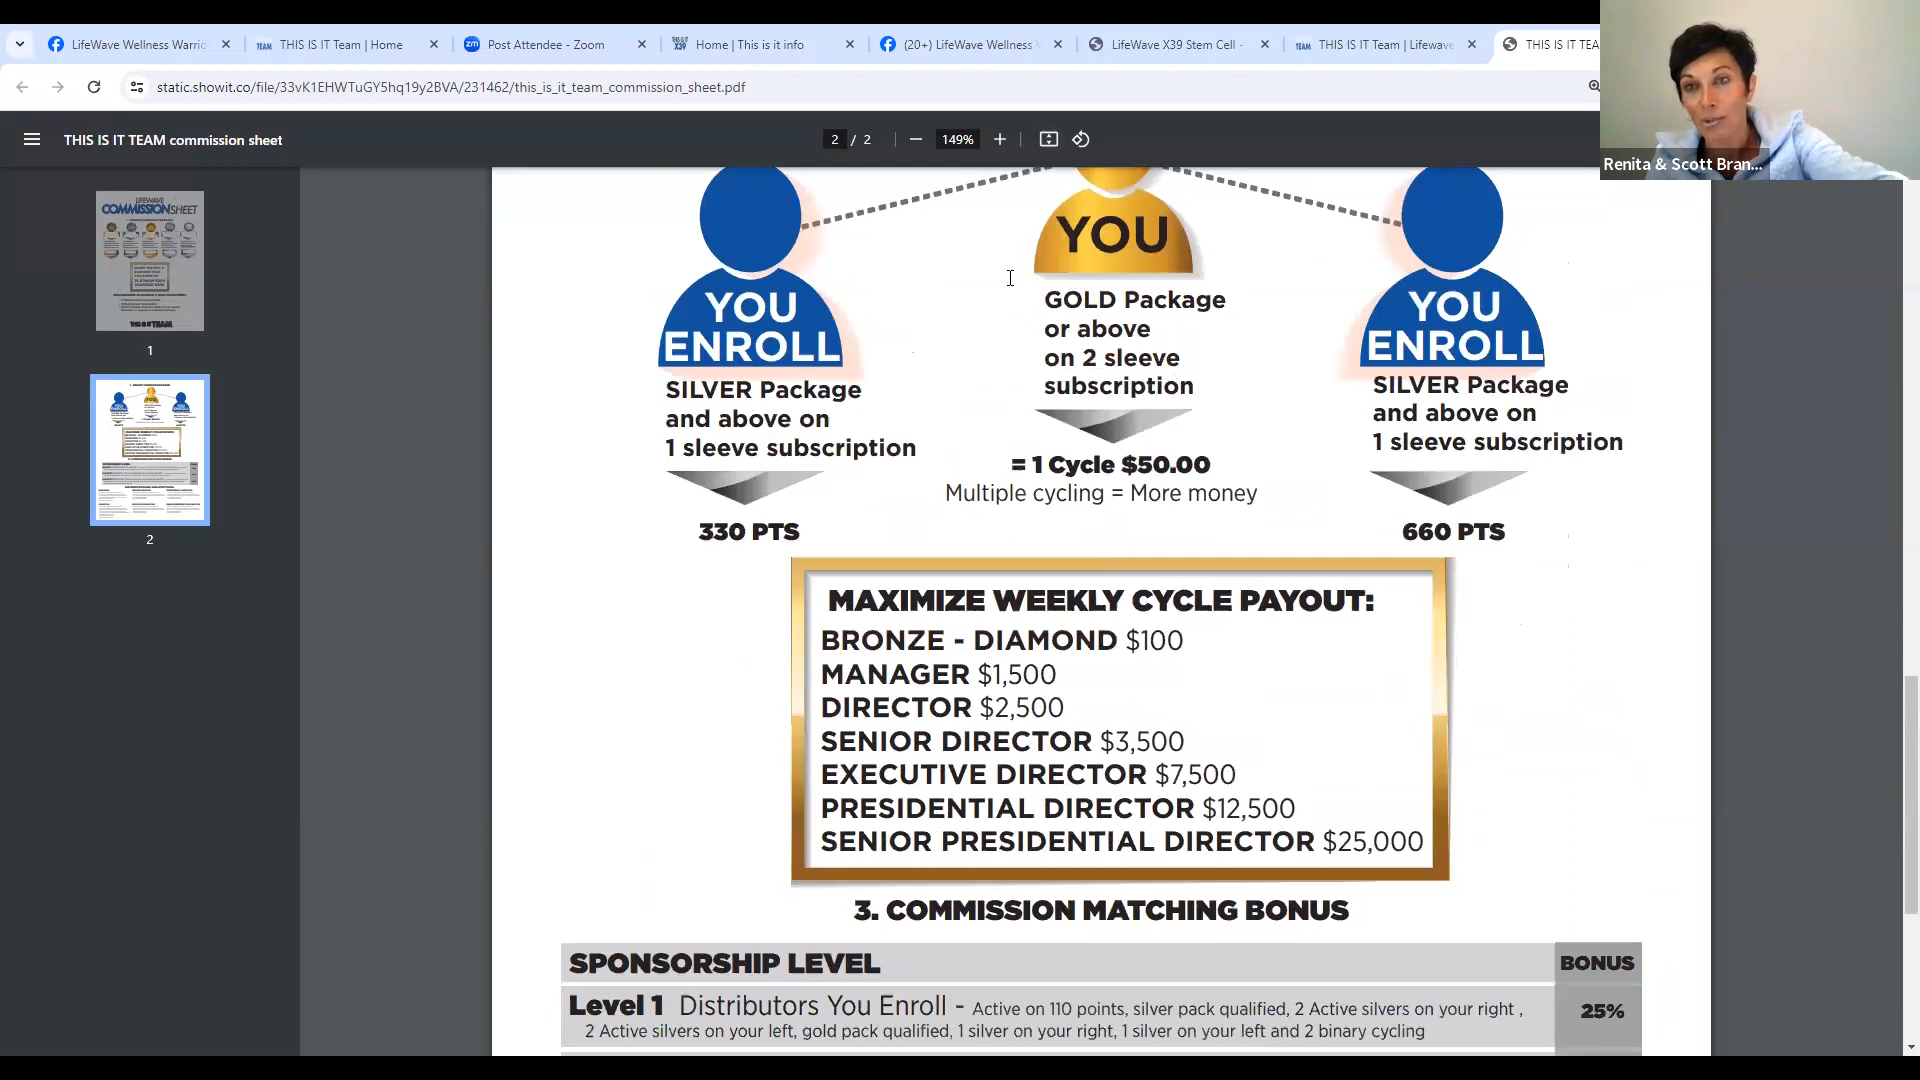 LifeWave Wellness Warrio
THIS IS IT Team | Home
Post Attendee - Zoom
Home | This is it info
(20+) LifeWave Wellness
LifeWave X39 Stem Cell -
THIS IS IT Team | Lifewave
THIS IS IT TEA
static.showit.co/file/33vK1EHWTuGY5hq19y2BVA/231462/this_is_it_team_commission_sheet.pdf
Renita & Scott Bran...
THIS IS IT TEAM commission sheet
2 / 2
149%
LIFEWAVE
COMMISSIONSHEET
THIS IS IT TEAM
1
2
YOU
YOU
ENROLL
SILVER Package
and above on
1 sleeve subscription
330 PTS
GOLD Package
or above
on 2 sleeve
subscription
= 1 Cycle $50.00
Multiple cycling = More money
YOU
ENROLL
SILVER Package
and above on
1 sleeve subscription
660 PTS
MAXIMIZE WEEKLY CYCLE PAYOUT:
BRONZE - DIAMOND $100
MANAGER $1,500
DIRECTOR $2,500
SENIOR DIRECTOR $3,500
EXECUTIVE DIRECTOR $7,500
PRESIDENTIAL DIRECTOR $12,500
SENIOR PRESIDENTIAL DIRECTOR $25,000
3. COMMISSION MATCHING BONUS
SPONSORSHIP LEVEL
BONUS
Level 1 Distributors You Enroll - Active on 110 points, silver pack qualified, 2 Active silvers on your right ,
2 Active silvers on your left, gold pack qualified, 1 silver on your right, 1 silver on your left and 2 binary cycling
25%